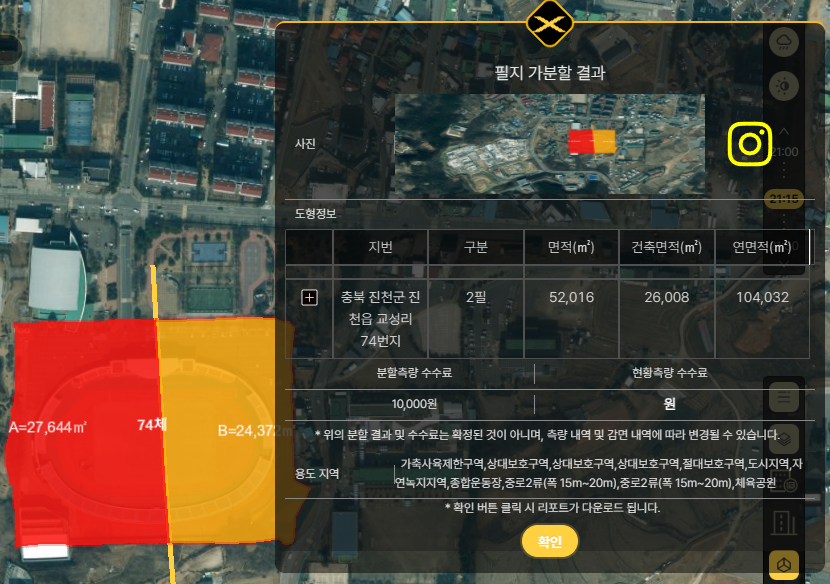 필지 가분할 결과
사진
21:00
21:15
도형정보
지번 구분 면적(㎡) 건축면적(㎡) 연면적(㎡)
충북 진천군 진 2필 52,016 26,008 104,032
천읍 교성리
74번지
분할측량 수수료 현황측량 수수료
10,000원 원
* 위의 분할 결과 및 수수료는 확정된 것이 아니며, 측량 내역 및 감면 내역에 따라 변경될 수 있습니다.
용도 지역
가축사육제한구역,상대보호구역,상대보호구역,상대보호구역,절대보호구역,도시지역,자
연녹지지역,종합운동장,중로2류(폭 15m~20m),중로2류(폭 15m~20m),체육공원
* 확인 버튼 클릭 시 리포트가 다운로드 됩니다.
확인
A=27,644㎡
74체
B=24,372m